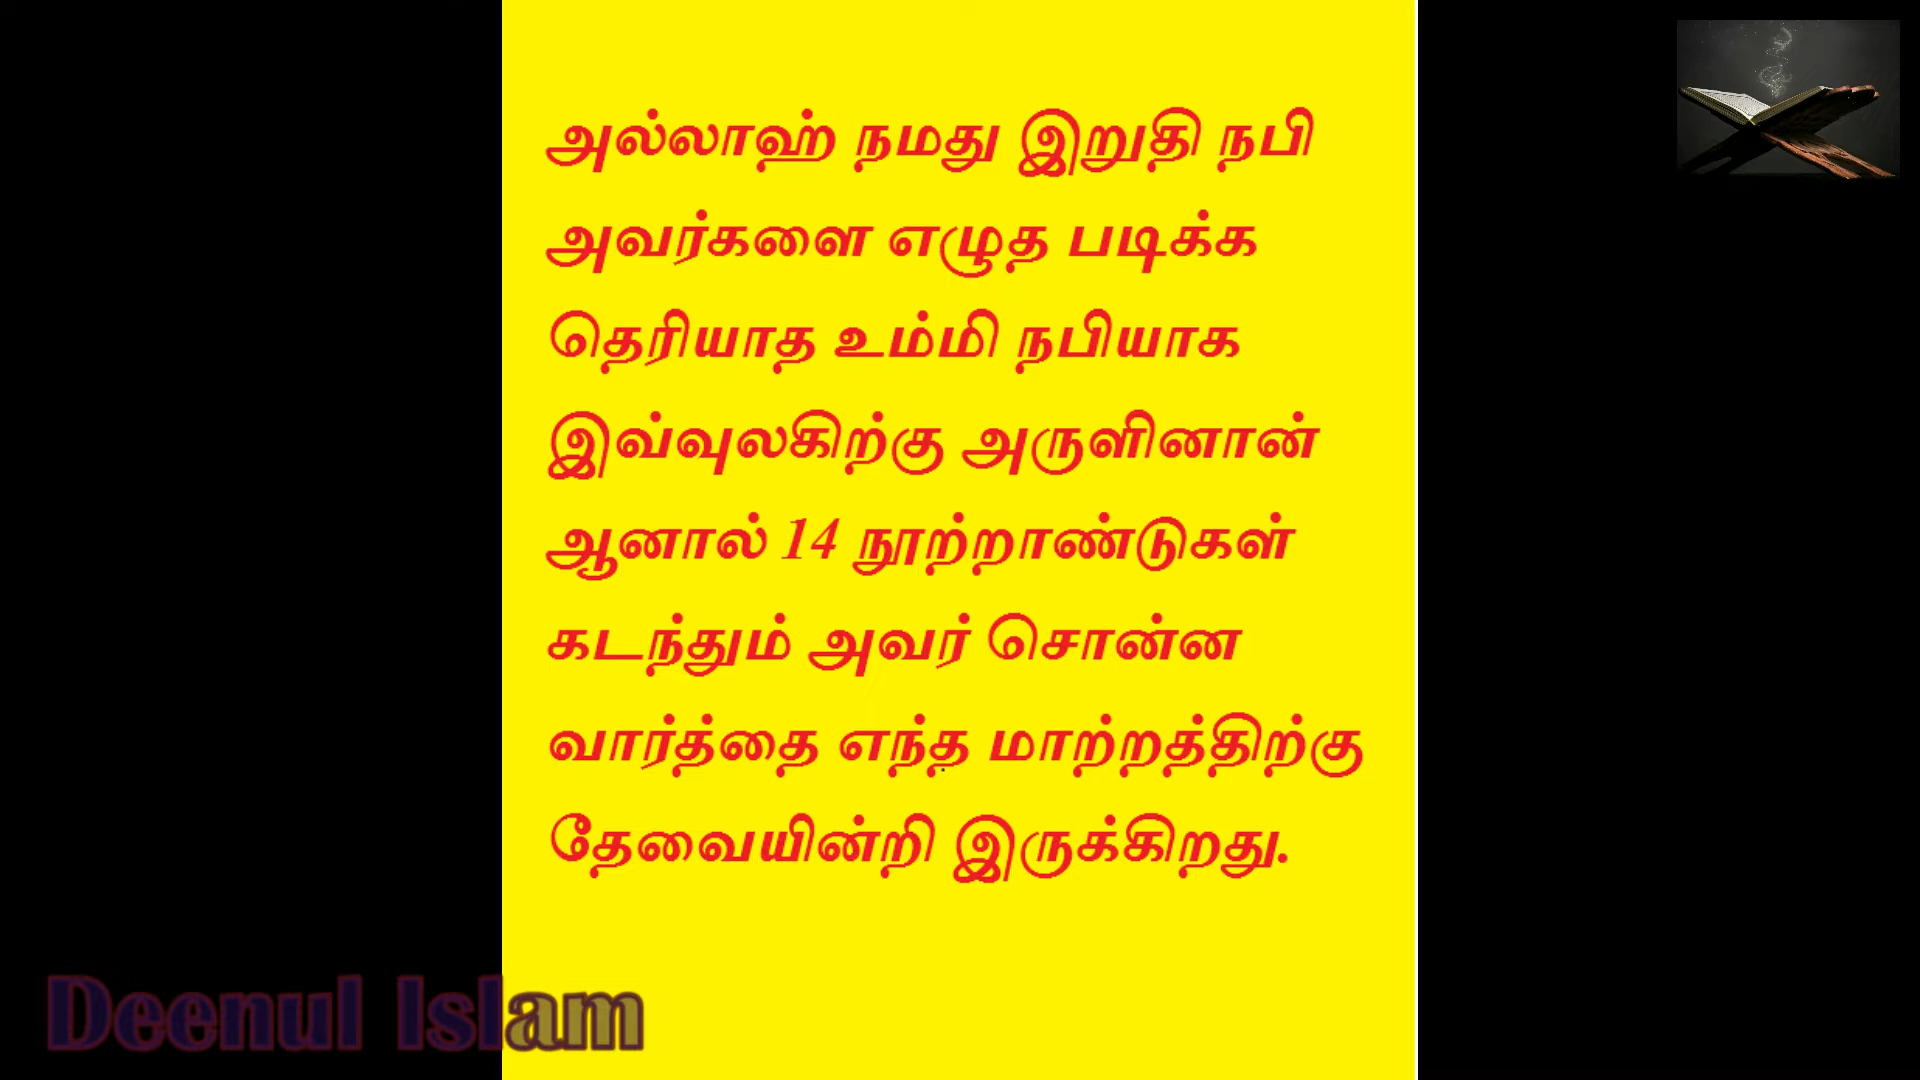 அல்லாஹ் நமது இறுதி நபி
அவர்களை எழுத படிக்க
தெரியாத உம்மி நபியாக
இவ்வுலகிற்கு அருளினான்
ஆனால் 14 நூற்றாண்டுகள்
கடந்தும் அவர் சொன்ன
வார்த்தை எந்த மாற்றத்திற்கு
தேவையின்றி இருக்கிறது.
Deenul Islam